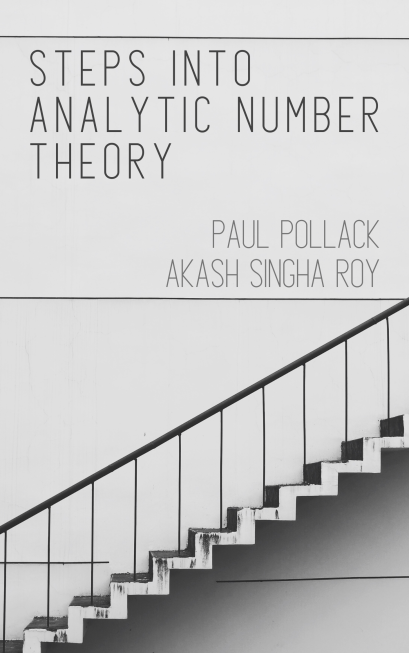 STEPS INTO
ANALYTIC NUMBER
THEORY
PAUL POLLACK
AKASH SINGHA ROY